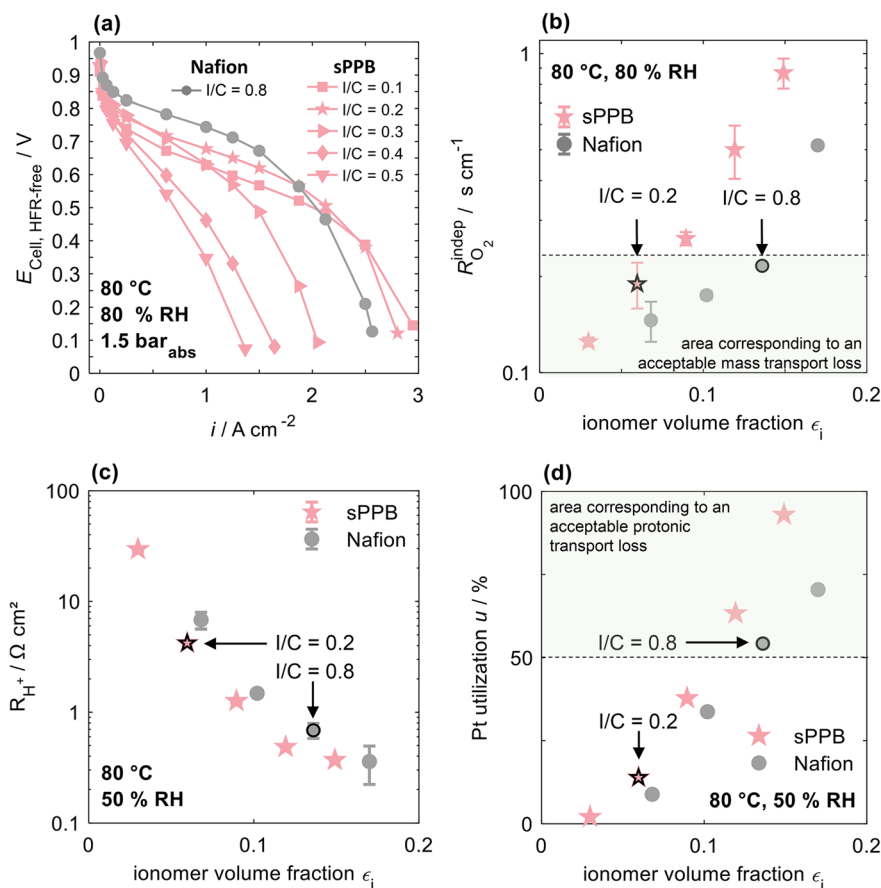 (a)
Nafion
I/C = 0.8
sPPB
I/C = 0.1
I/C = 0.2
I/C = 0.3
I/C = 0.4
I/C = 0.5
80 °C
80 % RH
1.5 bar_abs
E_Cell, HFR-free / V
1
0.9
0.8
0.7
0.6
0.5
0.4
0.3
0.2
0.1
0
0 1 2 3
i / A cm⁻²
(b)
80 °C, 80 % RH
sPPB
Nafion
I/C = 0.2
I/C = 0.8
area corresponding to an
acceptable mass transport loss
R_O₂^indep / s cm⁻¹
1
0.1
0 0.1 0.2
ionomer volume fraction ϵ_i
(c)
sPPB
Nafion
I/C = 0.2
I/C = 0.8
80 °C
50 % RH
R_H⁺ / Ω cm²
100
10
1
0.1
0 0.1 0.2
ionomer volume fraction ϵ_i
(d)
area corresponding to an
acceptable protonic
transport loss
I/C = 0.8
I/C = 0.2
sPPB
Nafion
80 °C, 50 % RH
Pt utilization u / %
100
50
0
0 0.1 0.2
ionomer volume fraction ϵ_i